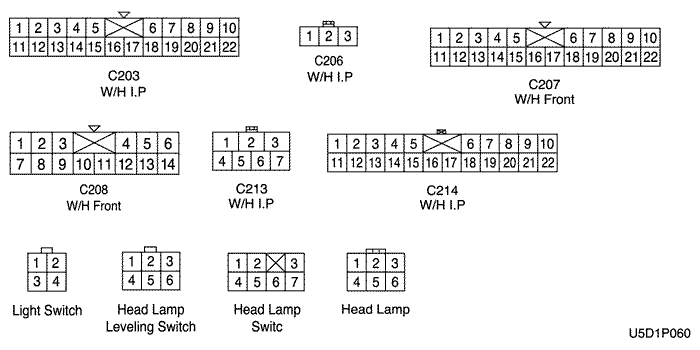 1 2 3 4 5 6 7 8 9 10
11 12 13 14 15 16 17 18 19 20 21 22
C203
W/H I.P
1 2 3
C206
W/H I.P
1 2 3 4 5 6 7 8 9 10
11 12 13 14 15 16 17 18 19 20 21 22
C207
W/H Front
1 2 3 4 5 6
7 8 9 10 11 12 13 14
C208
W/H Front
1 2 3
4 5 6 7
C213
W/H I.P
1 2 3 4 5 6 7 8 9 10
11 12 13 14 15 16 17 18 19 20 21 22
C214
W/H I.P
1 2
3 4
Light Switch
1 2 3
4 5 6
Head Lamp
Leveling Switch
1 2 3
4 5 6 7
Head Lamp
Switc
1 2 3
4 5 6
Head Lamp
U5D1P060